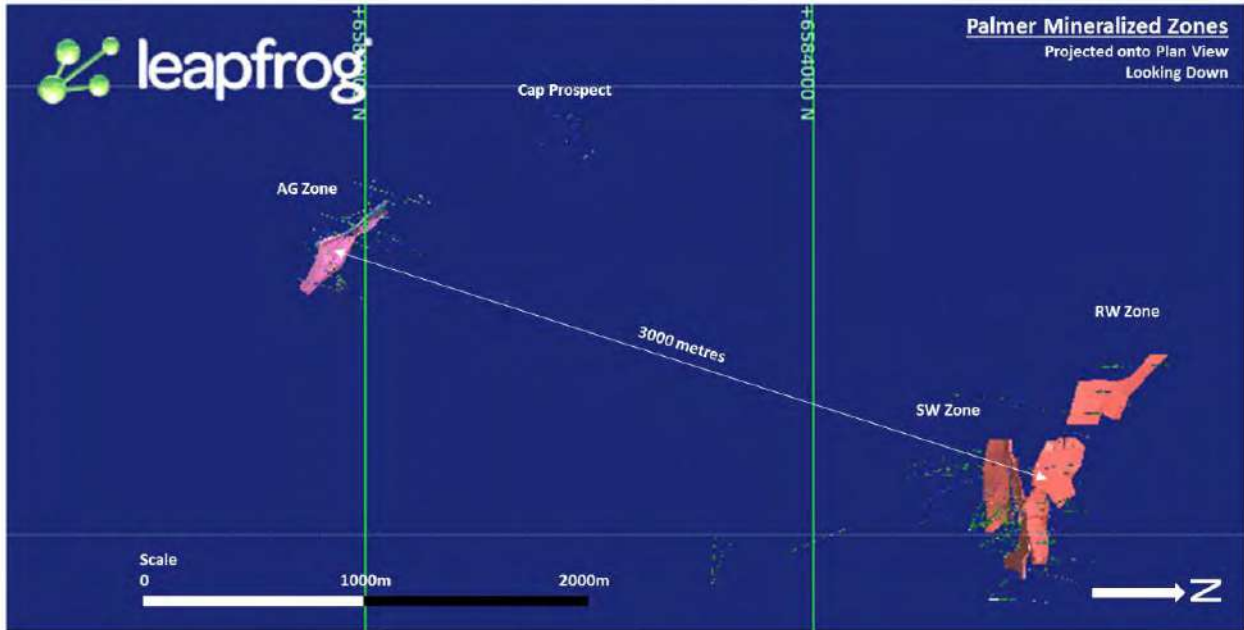 leapfrog
+6584000 N
Palmer Mineralized Zones
Projected onto Plan View
Looking Down
Cap Prospect
AG Zone
3000 metres
RW Zone
SW Zone
Scale
0 1000m 2000m
N